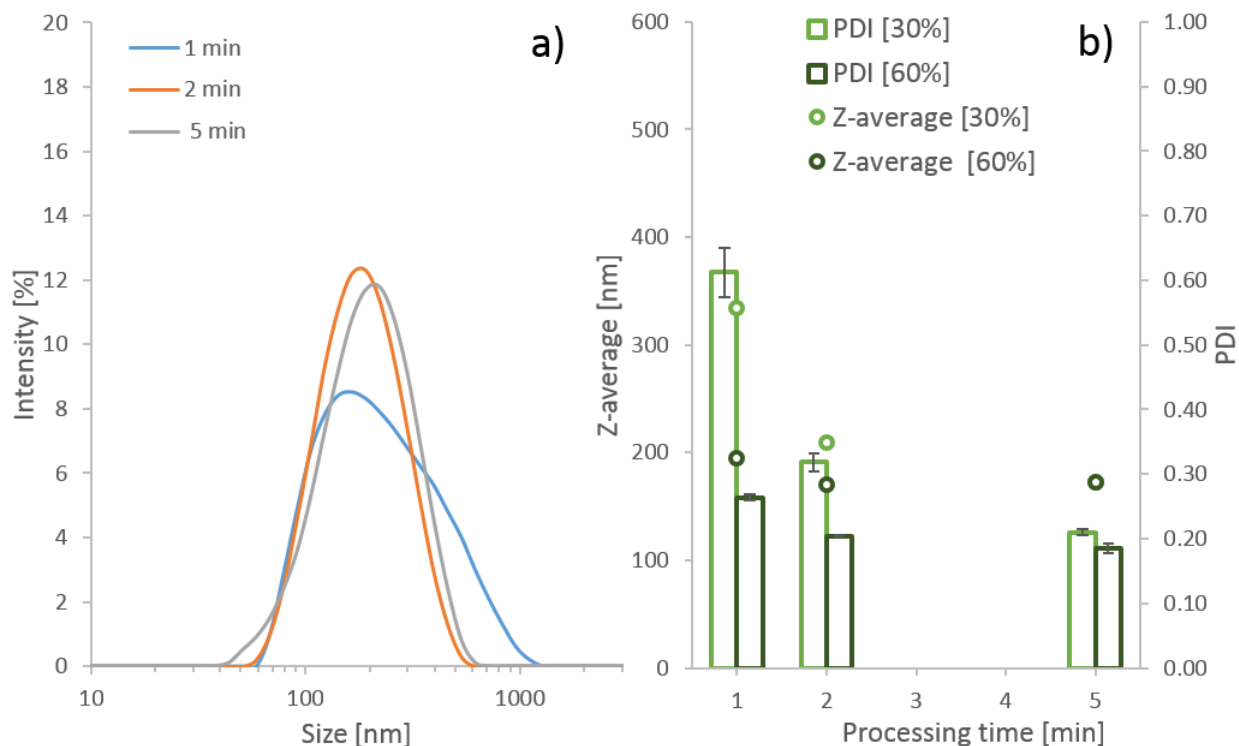 a)
1 min
2 min
5 min
Intensity [%]
20
18
16
14
12
10
8
6
4
2
0
10
100
1000
Size [nm]
b)
PDI [30%]
PDI [60%]
Z-average [30%]
Z-average [60%]
Z-average [nm]
600
500
400
300
200
100
0
1
2
3
4
5
Processing time [min]
1.00
0.90
0.80
0.70
0.60
0.50
0.40
0.30
0.20
0.10
0.00
PDI